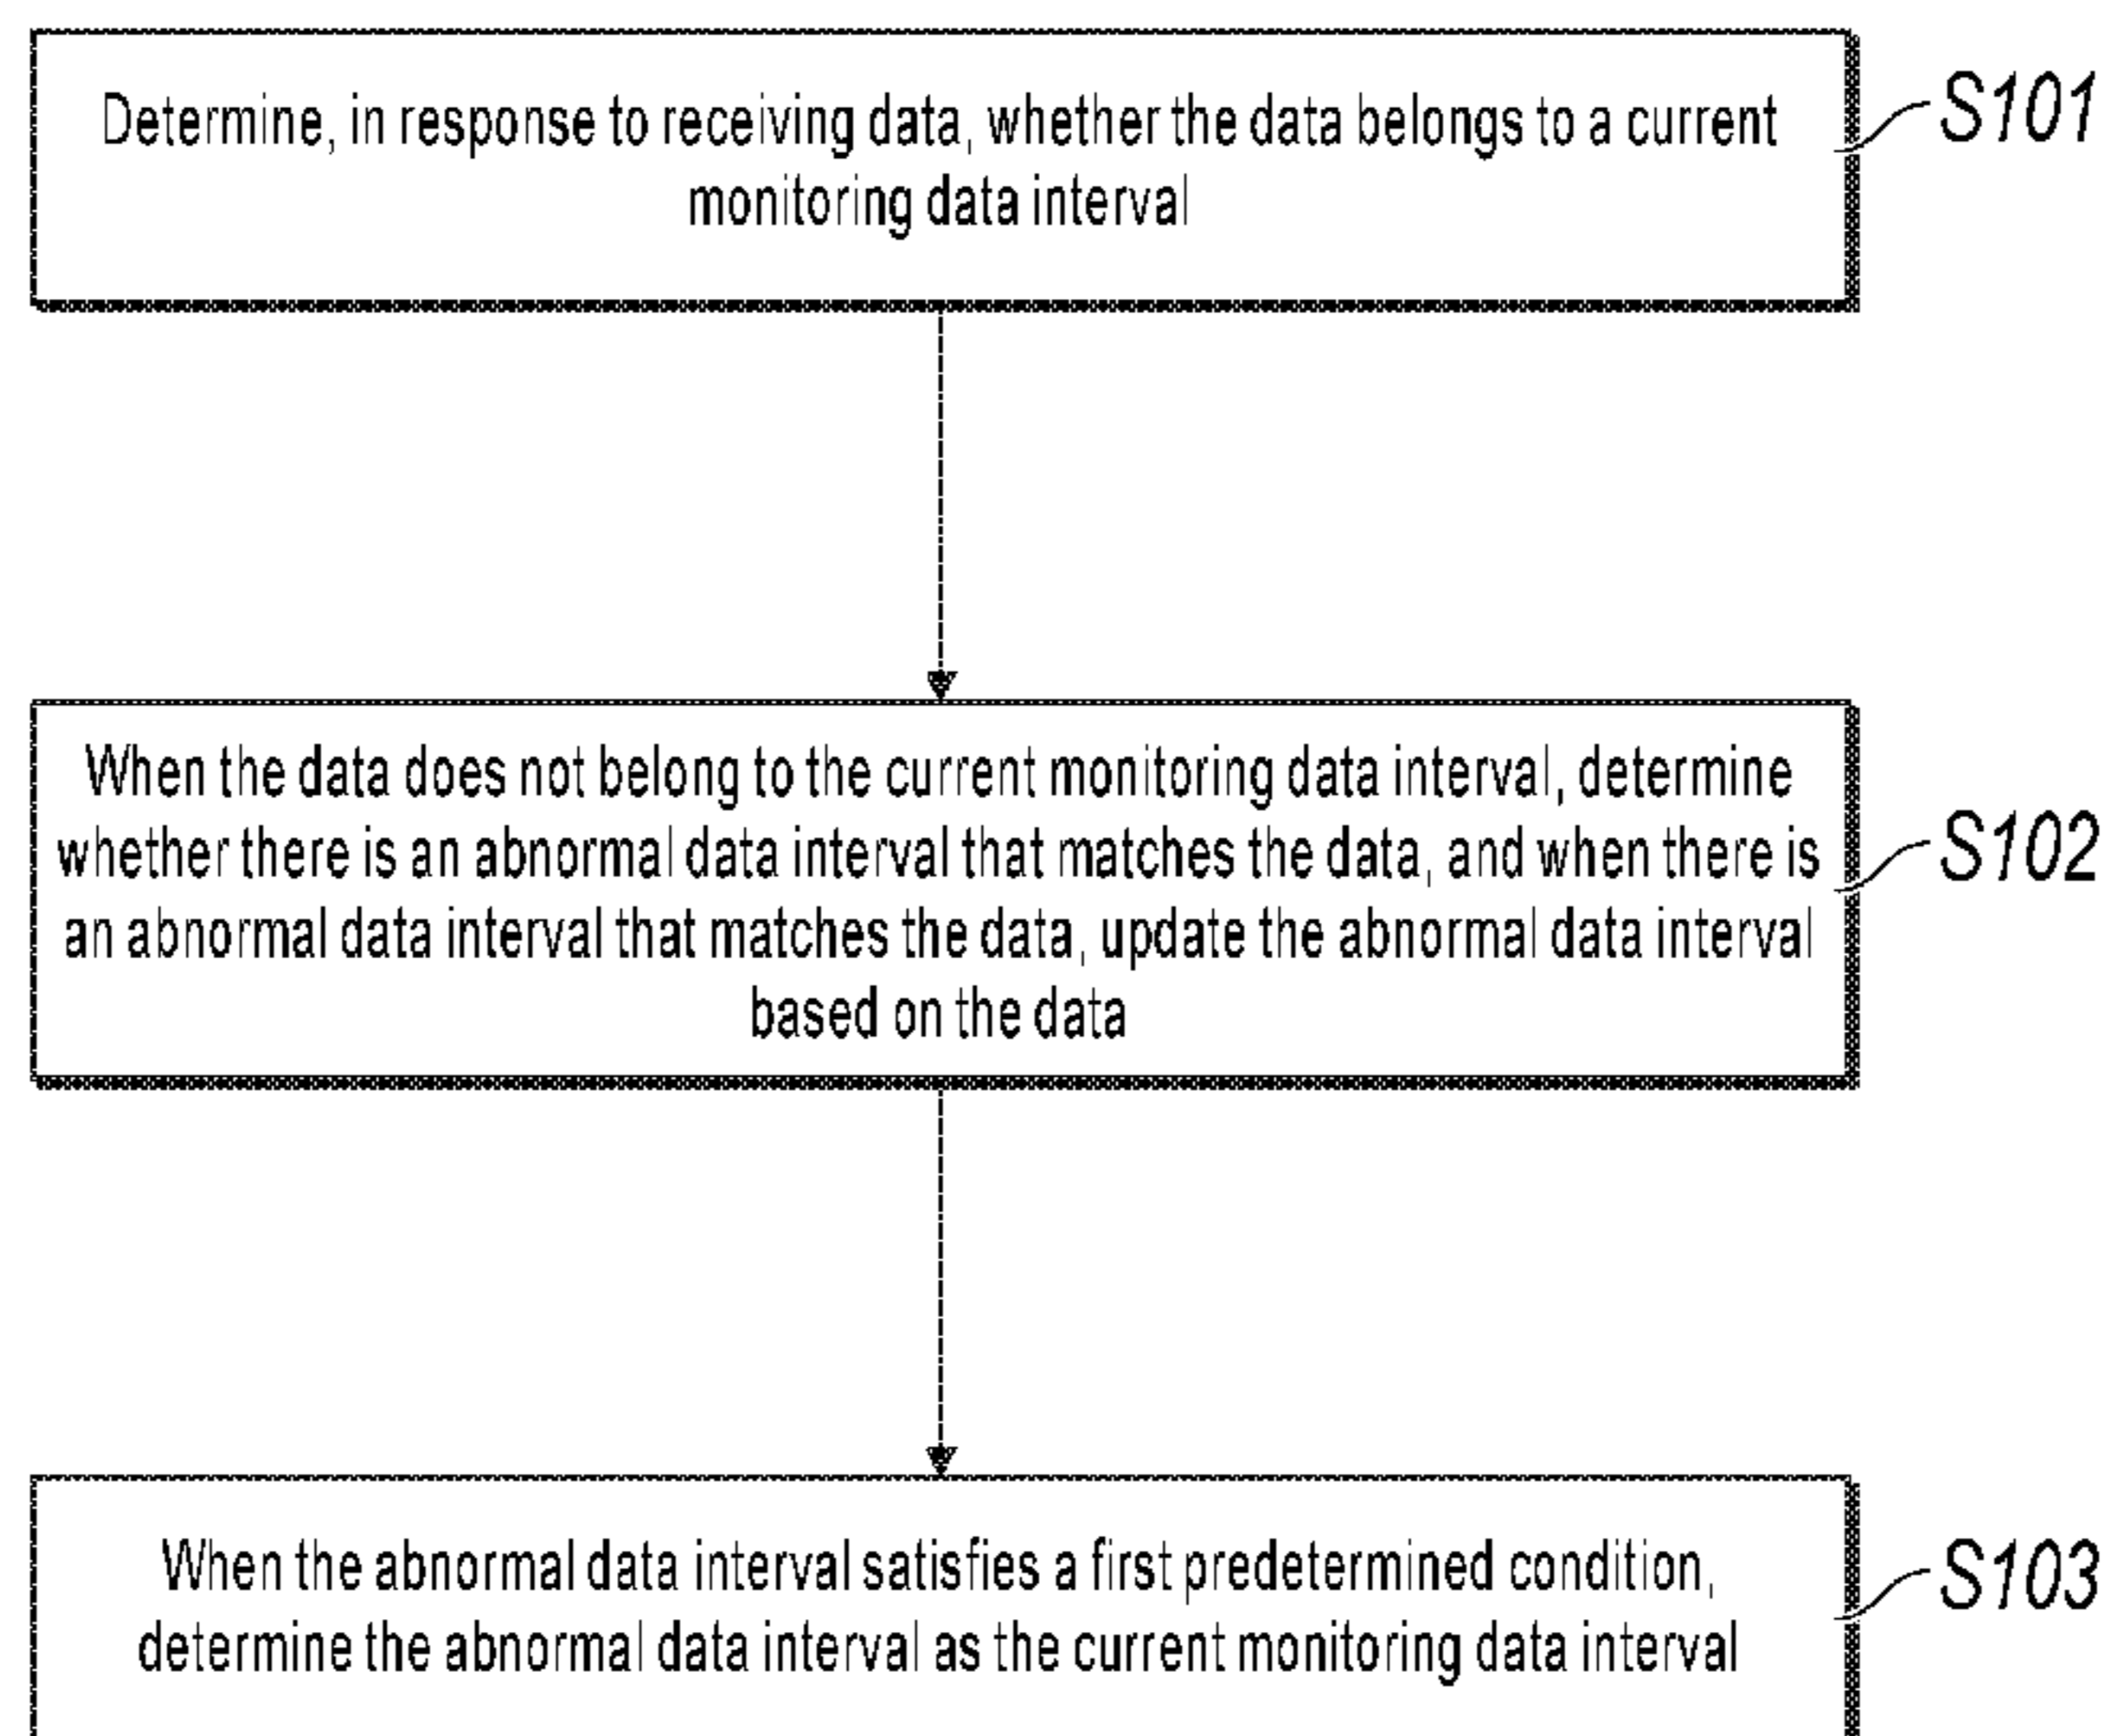 Determine, in response to receiving data, whether the data belongs to a current
monitoring data interval
S101
When the data does not belong to the current monitoring data interval, determine
whether there is an abnormal data interval that matches the data, and when there is
an abnormal data interval that matches the data, update the abnormal data interval
based on the data
S102
When the abnormal data interval satisfies a first predetermined condition,
determine the abnormal data interval as the current monitoring data interval
S103